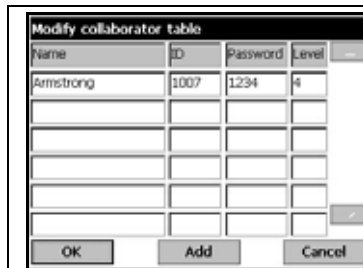 Modify collaborator table
Name ID Password Level
Armstrong 1007 1234 4
OK Add Cancel